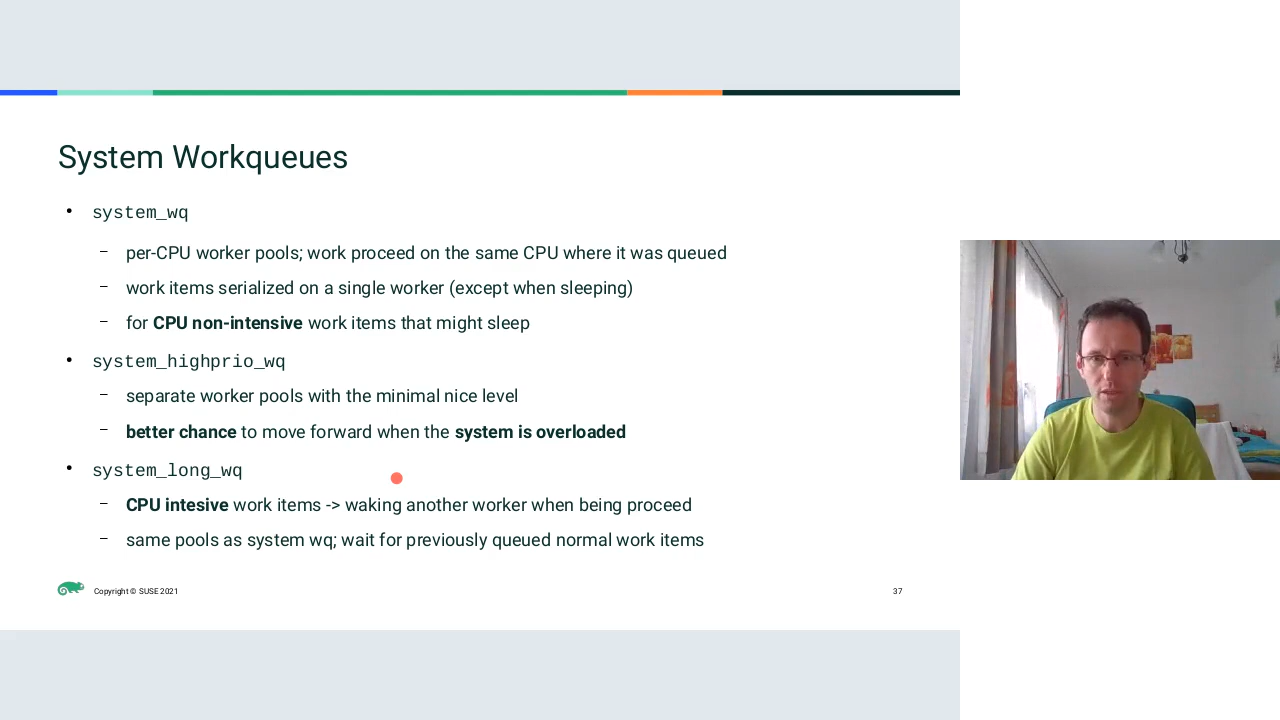 System Workqueues
• system_wq
– per-CPU worker pools; work proceed on the same CPU where it was queued
– work items serialized on a single worker (except when sleeping)
– for CPU non-intensive work items that might sleep
• system_highprio_wq
– separate worker pools with the minimal nice level
– better chance to move forward when the system is overloaded
• system_long_wq
– CPU intesive work items -> waking another worker when being proceed
– same pools as system wq; wait for previously queued normal work items
Copyright © SUSE 2021
37